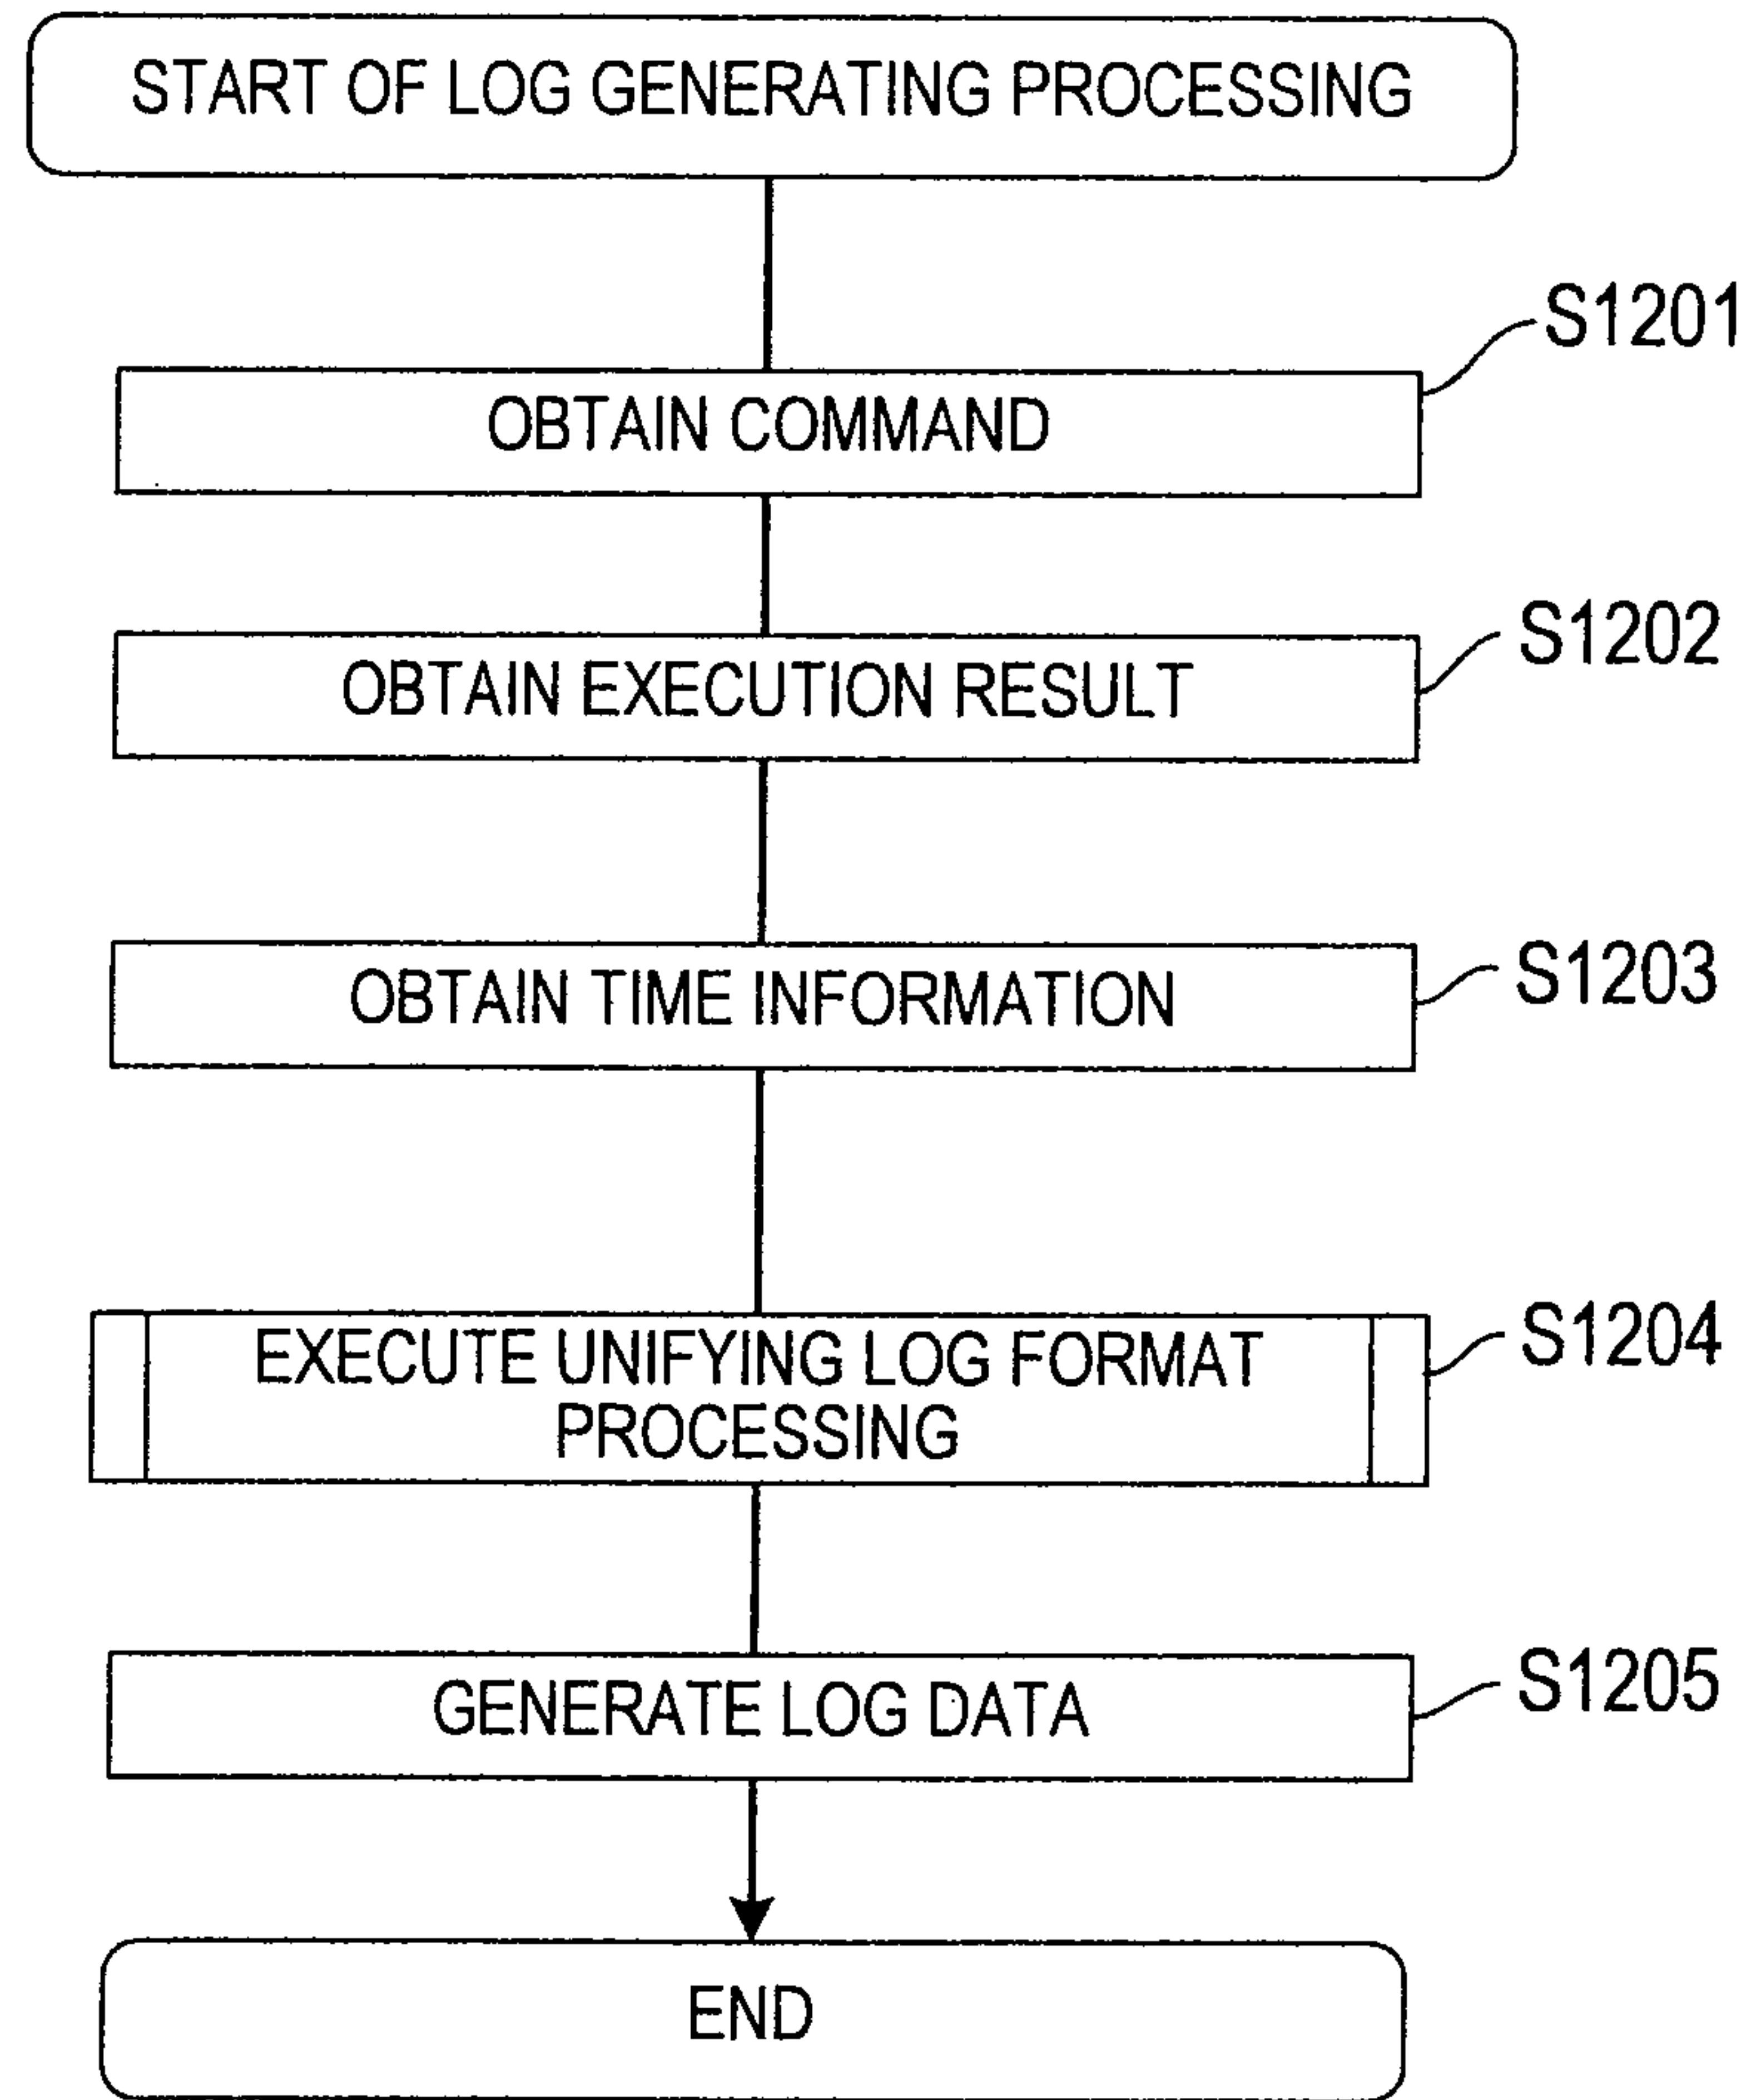 START OF LOG GENERATING PROCESSING
S1201
OBTAIN COMMAND
S1202
OBTAIN EXECUTION RESULT
S1203
OBTAIN TIME INFORMATION
S1204
EXECUTE UNIFYING LOG FORMAT
PROCESSING
S1205
GENERATE LOG DATA
END